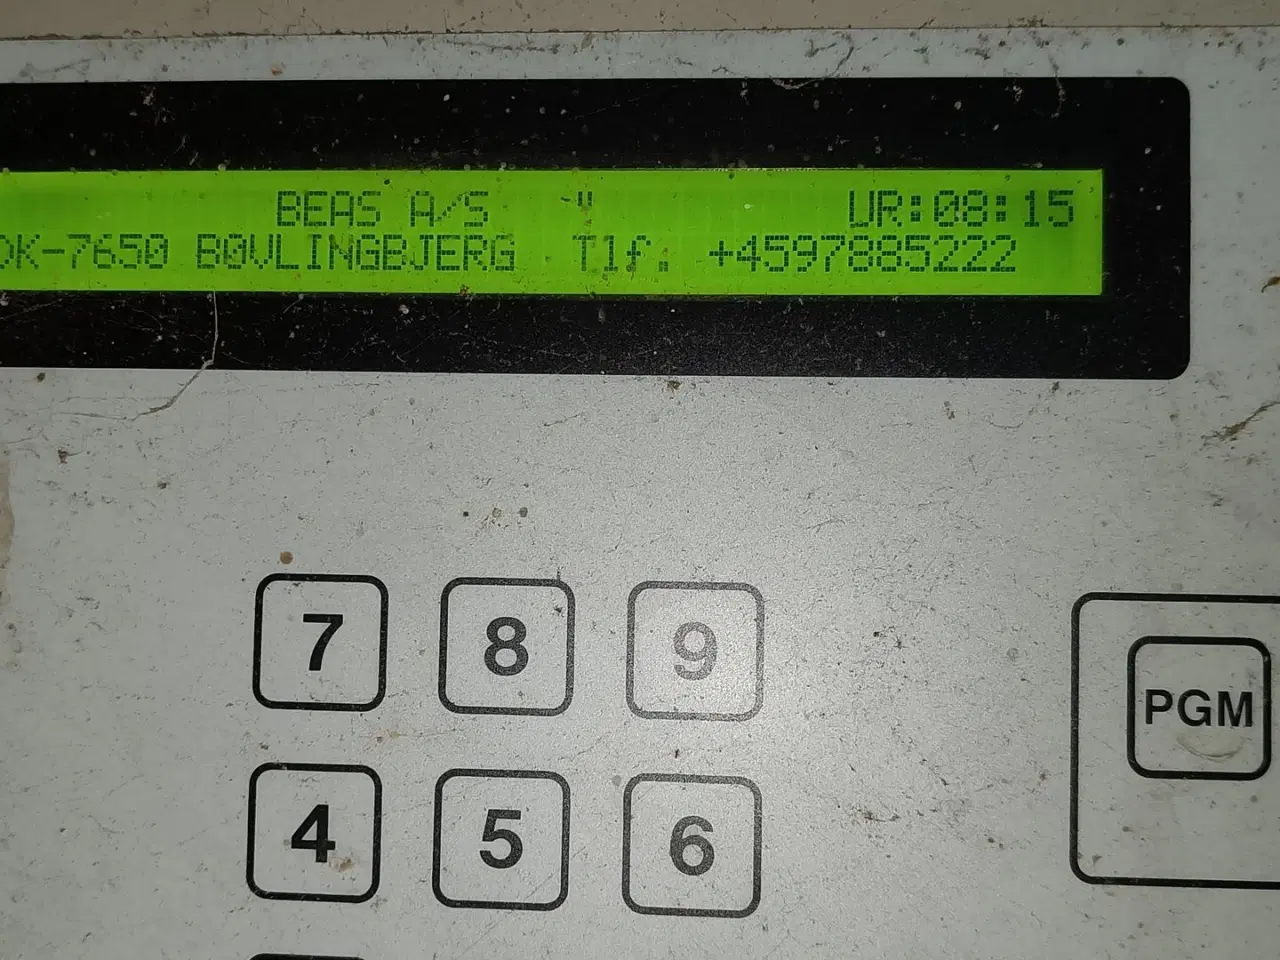 BEAS A/S " UR:08:15
DK-7650 BØVLINGBJERG Tlf. +4597885222
7 8 9
PGM
4 5 6